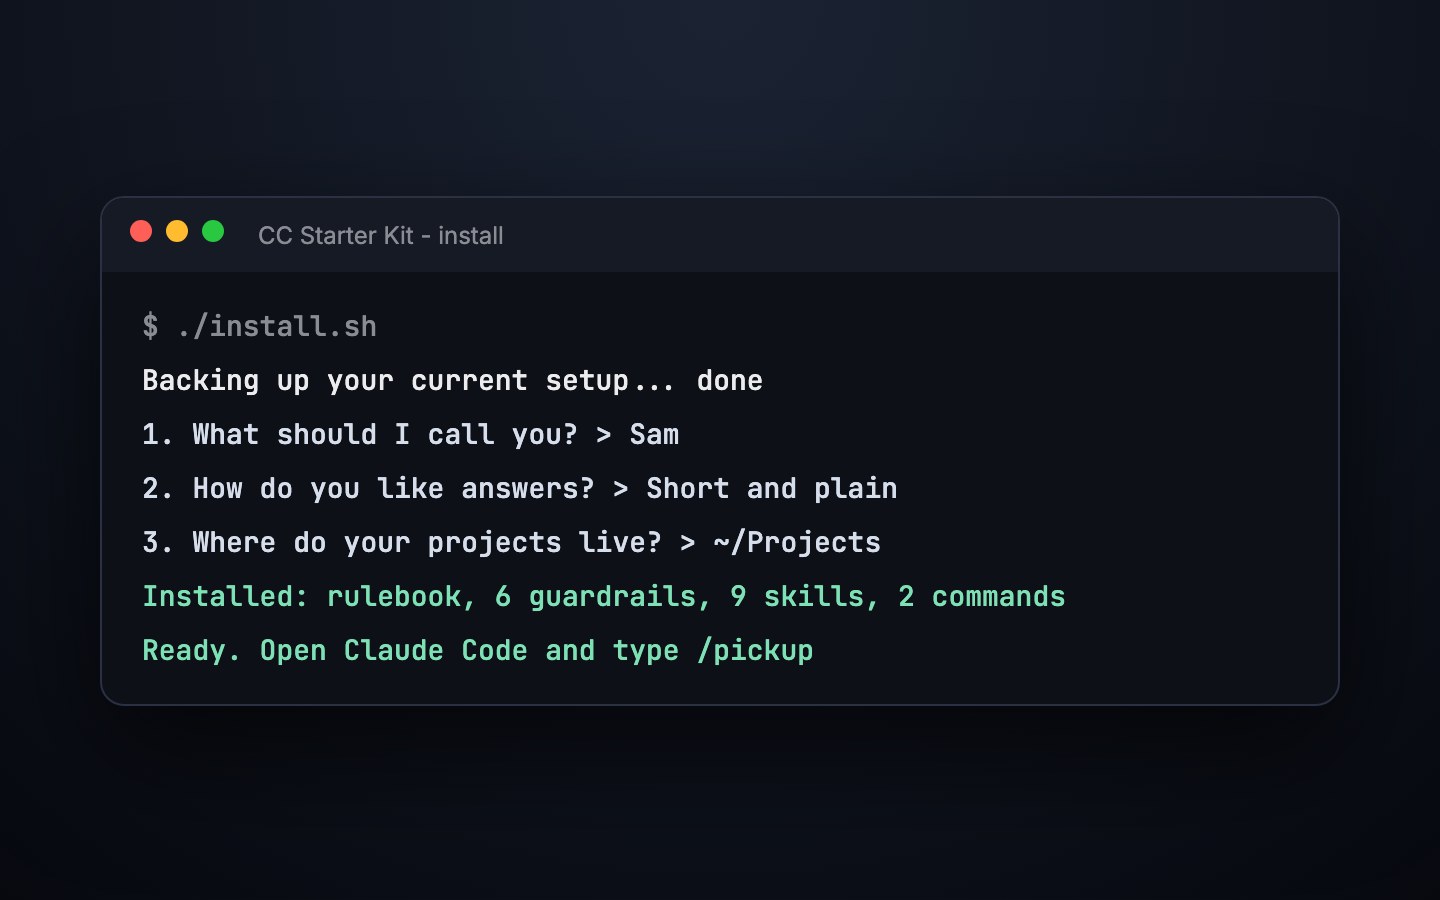 CC Starter Kit - install
$ ./install.sh
Backing up your current setup... done
1. What should I call you? > Sam
2. How do you like answers? > Short and plain
3. Where do your projects live? > ~/Projects
Installed: rulebook, 6 guardrails, 9 skills, 2 commands
Ready. Open Claude Code and type /pickup